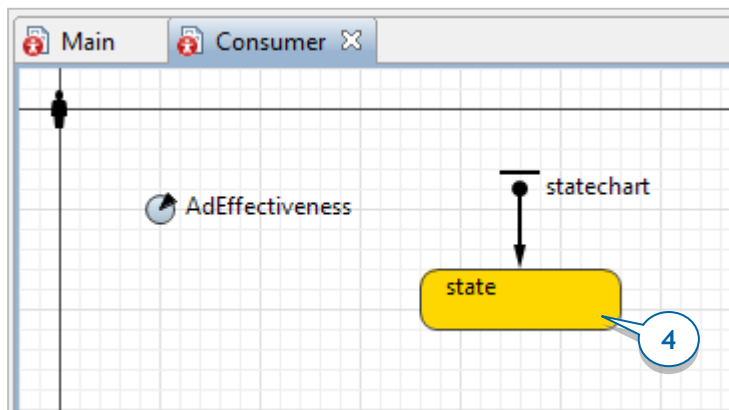 Main
Consumer
statechart
AdEffectiveness
state
4